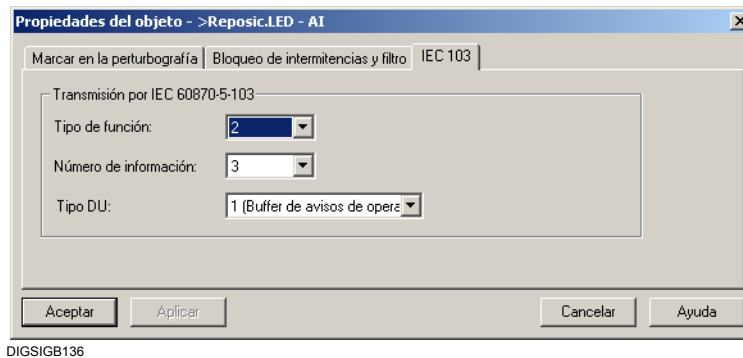 Propiedades del objeto - >Reposic.LED - AI
Marcar en la perturbografía Bloqueo de intermitencias y filtro IEC 103
Transmisión por IEC 60870-5-103
Tipo de función: 2
Número de información: 3
Tipo DU: 1 (Buffer de avisos de opera
Aceptar Aplicar Cancelar Ayuda
DIGSIGB136